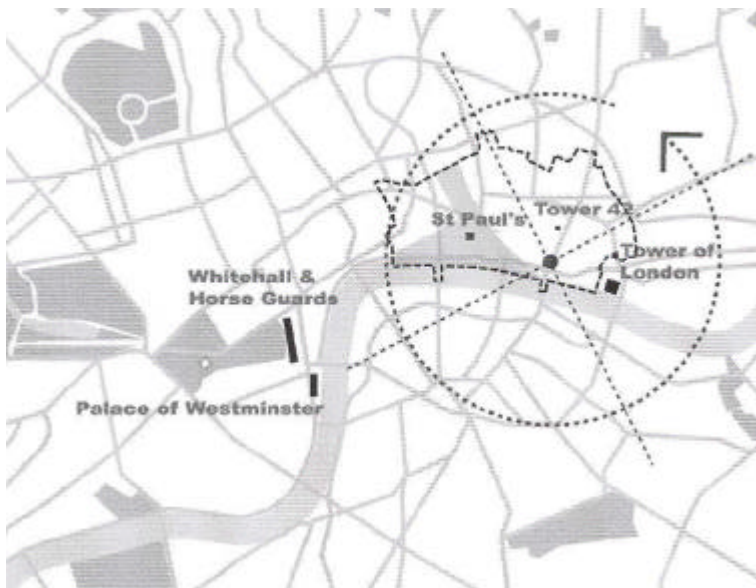 St Paul's
Tower 42
Tower of
London
Whitehall &
Horse Guards
Palace of Westminster